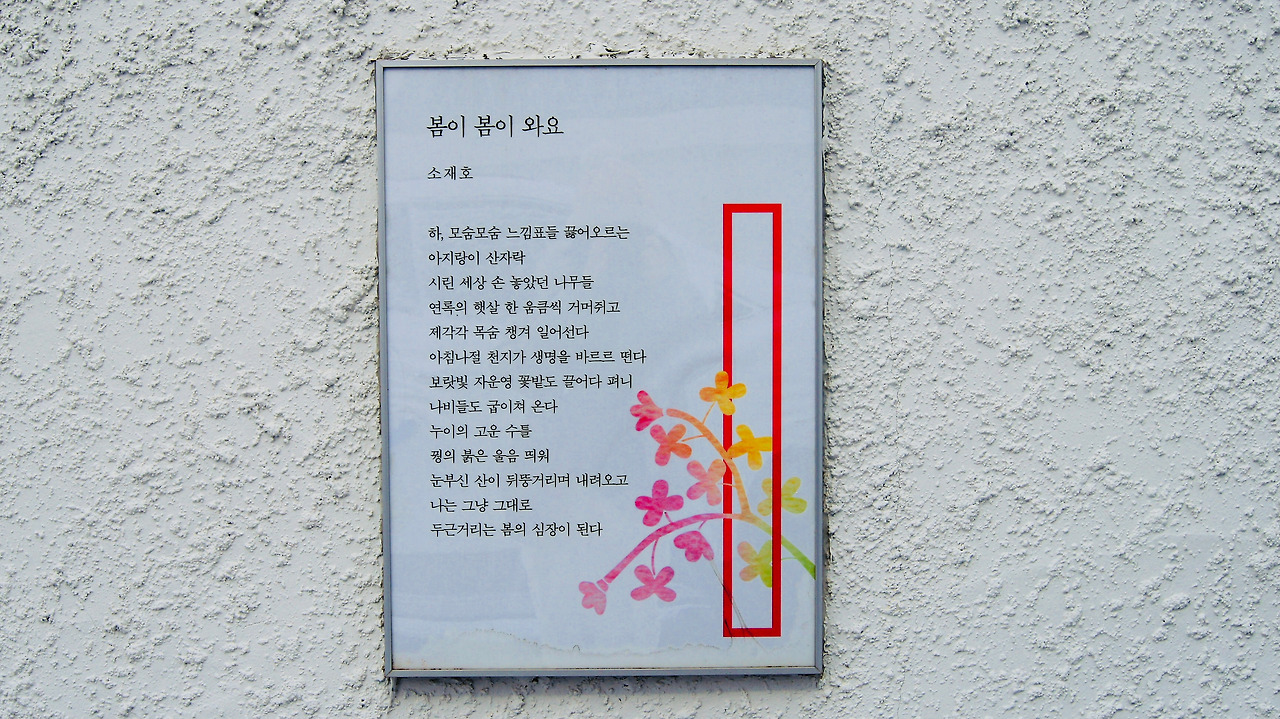 봄이 봄이 와요
소재호
하, 모숨모숨 느낌표들 끓어오르는
아지랑이 산자락
시린 세상 손 놓았던 나무들
연록의 햇살 한 움큼씩 거머쥐고
제각각 목숨 챙겨 일어선다
아침나절 천지가 생명을 바르르 떤다
보랏빛 자운영 꽃밭도 끌어다 펴니
나비들도 굽이쳐 온다
누이의 고운 수틀
꿩의 붉은 울음 띄워
눈부신 산이 뒤뚱거리며 내려오고
나는 그냥 그대로
두근거리는 봄의 심장이 된다